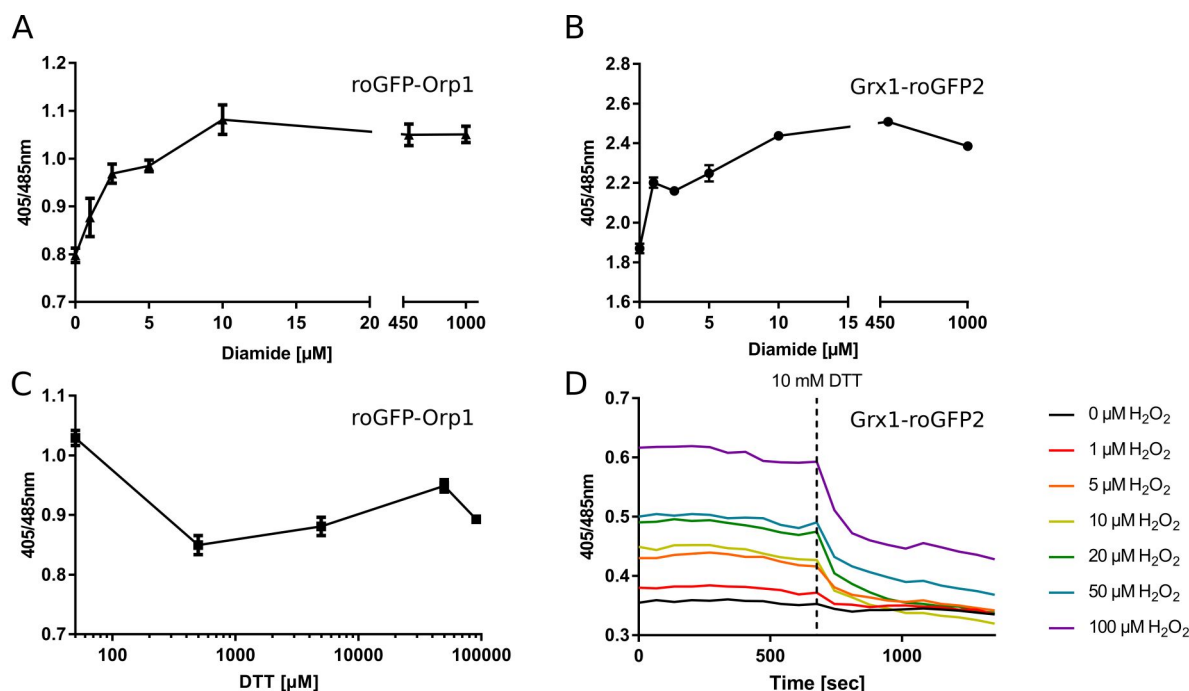 A
roGFP-Orp1
1.2
1.1
1.0
0.9
0.8
0.7
405/485nm
0 5 10 15 20 450 1000
Diamide [µM]
B
Grx1-roGFP2
2.8
2.6
2.4
2.2
2.0
1.8
1.6
405/485nm
0 5 10 15 450 1000
Diamide [µM]
C
roGFP-Orp1
1.1
1.0
0.9
0.8
0.7
405/485nm
100 1000 10000 100000
DTT [µM]
D
10 mM DTT
Grx1-roGFP2
0.7
0.6
0.5
0.4
0.3
405/485nm
0 500 1000
Time [sec]
0 µM H₂O₂
1 µM H₂O₂
5 µM H₂O₂
10 µM H₂O₂
20 µM H₂O₂
50 µM H₂O₂
100 µM H₂O₂